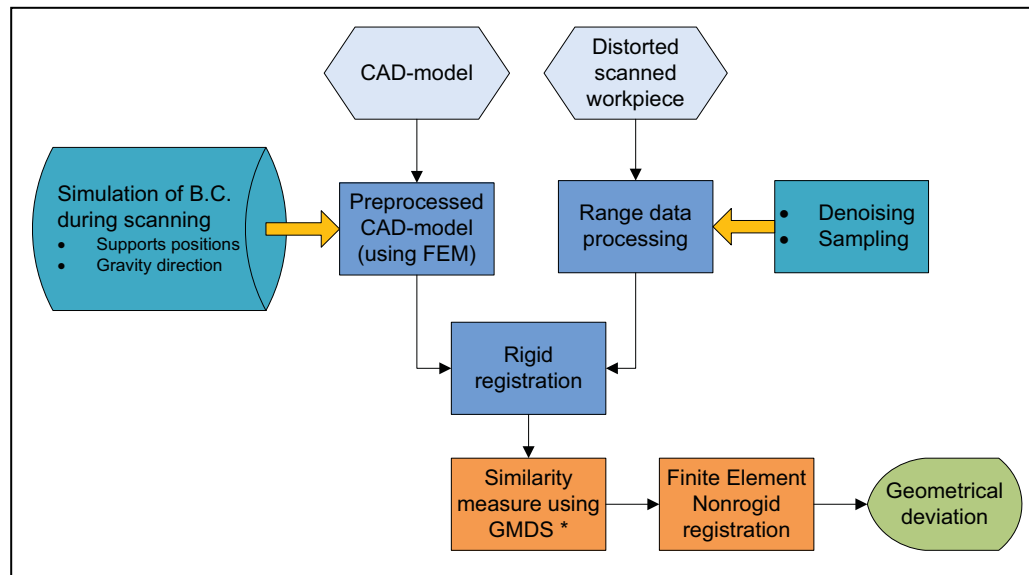 CAD-model
Distorted
scanned
workpiece
Simulation of B.C.
during scanning
• Supports positions
• Gravity direction
Preprocessed
CAD-model
(using FEM)
Range data
processing
• Denoising
• Sampling
Rigid
registration
Similarity
measure using
GMDS *
Finite Element
Nonrogid
registration
Geometrical
deviation